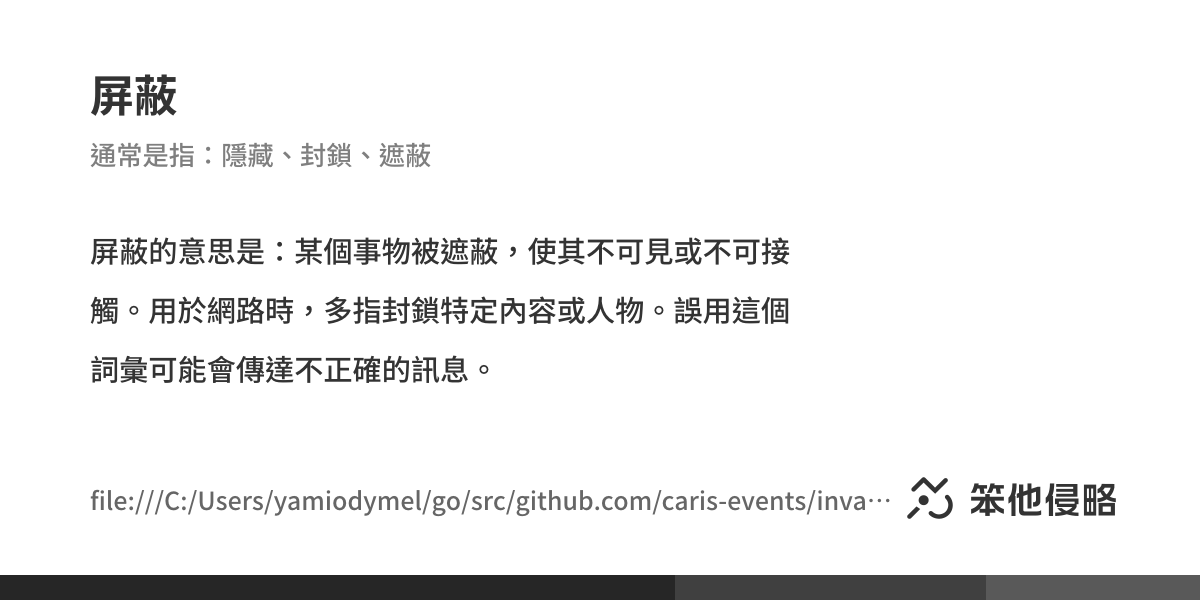 屏蔽
通常是指：隱藏、封鎖、遮蔽
屏蔽的意思是：某個事物被遮蔽，使其不可見或不可接
觸。用於網路時，多指封鎖特定內容或人物。誤用這個
詞彙可能會傳達不正確的訊息。
file:///C:/Users/yamiodymel/go/src/github.com/caris-events/inva…
笨他侵略